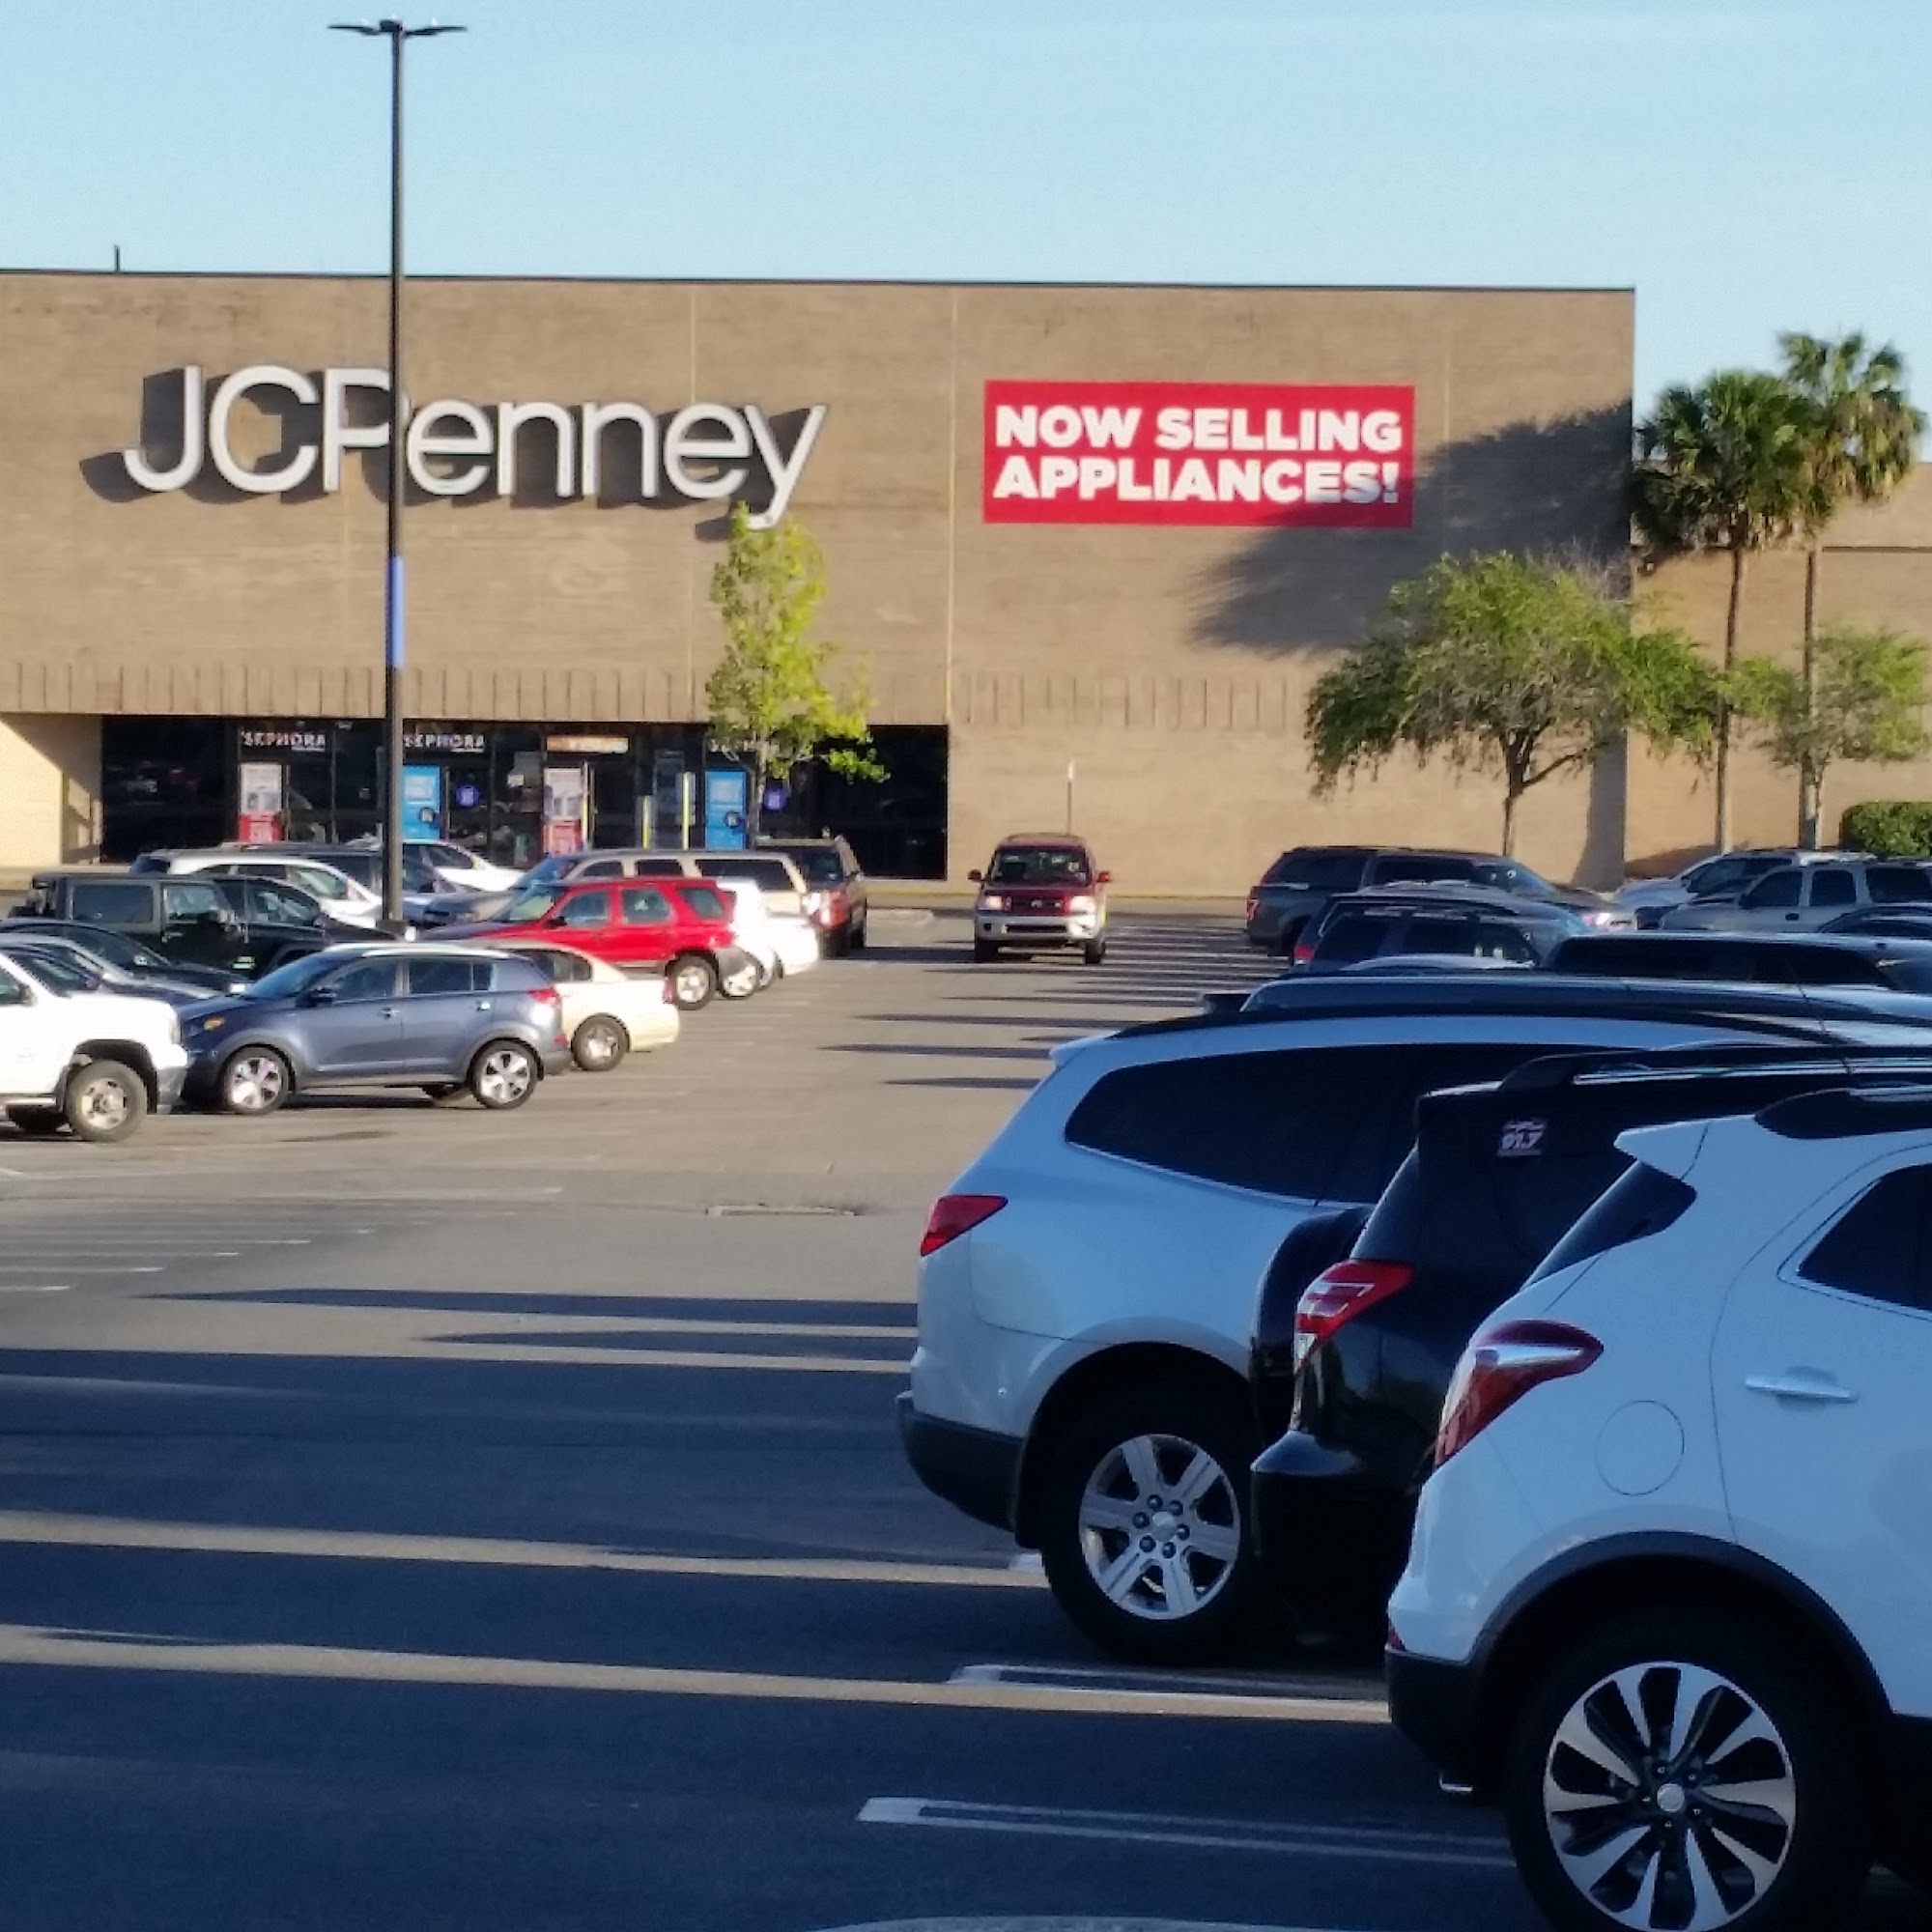 JCPenney
NOW SELLING
APPLIANCES!
SEPHORA
SEPHORA
91.7